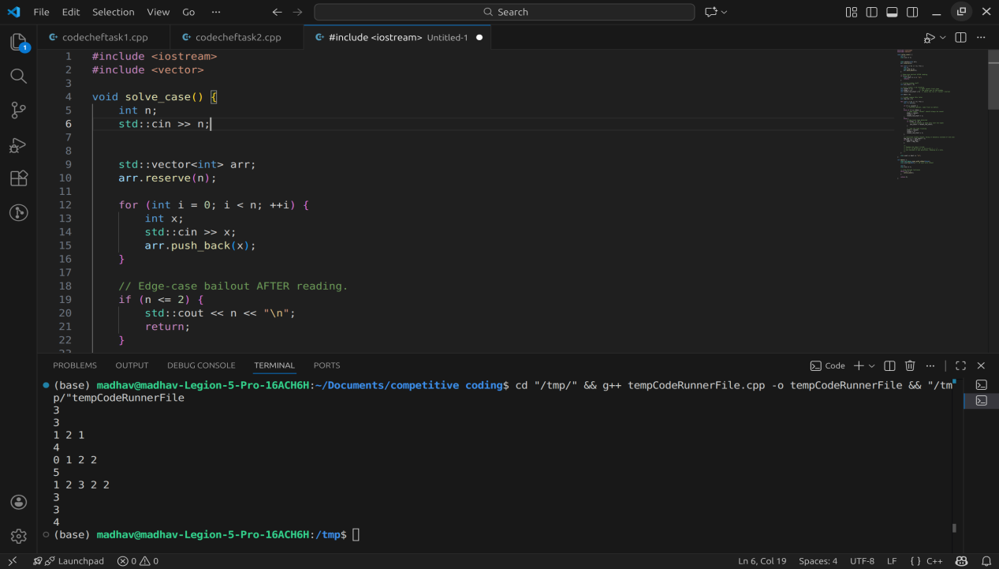 File Edit Selection View Go ··· Search
codecheftask1.cpp codecheftask2.cpp #include <iostream> Untitled-1
1 #include <iostream>
2 #include <vector>
3
4 void solve_case() {
5 int n;
6 std::cin >> n;
7
8
9 std::vector<int> arr;
10 arr.reserve(n);
11
12 for (int i = 0; i < n; ++i) {
13 int x;
14 std::cin >> x;
15 arr.push_back(x);
16 }
17
18 // Edge-case bailout AFTER reading.
19 if (n <= 2) {
20 std::cout << n << "\n";
21 return;
22 }
PROBLEMS OUTPUT DEBUG CONSOLE TERMINAL PORTS Code
(base) madhav@madhav-Legion-5-Pro-16ACH6H:~/Documents/competitive coding$ cd "/tmp/" && g++ tempCodeRunnerFile.cpp -o tempCodeRunnerFile && "/tm
p/"tempCodeRunnerFile
3
3
1 2 1
4
0 1 2 2
5
1 2 3 2 2
3
3
4
(base) madhav@madhav-Legion-5-Pro-16ACH6H:/tmp$
Launchpad 0 0 Ln 6, Col 19 Spaces: 4 UTF-8 LF { } C++